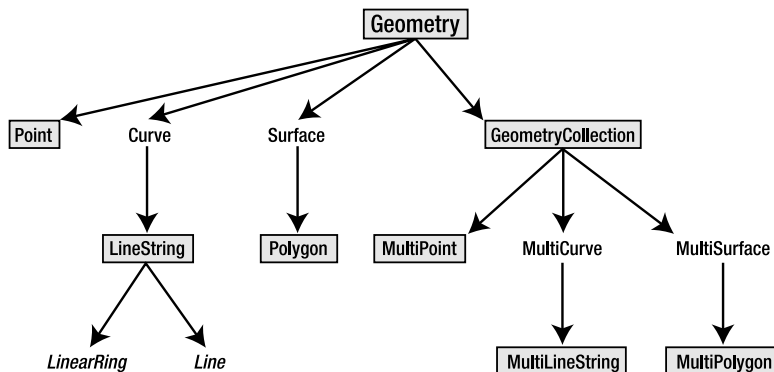 Geometry
Point
Curve
Surface
GeometryCollection
LineString
Polygon
MultiPoint
MultiCurve
MultiSurface
LinearRing
Line
MultiLineString
MultiPolygon